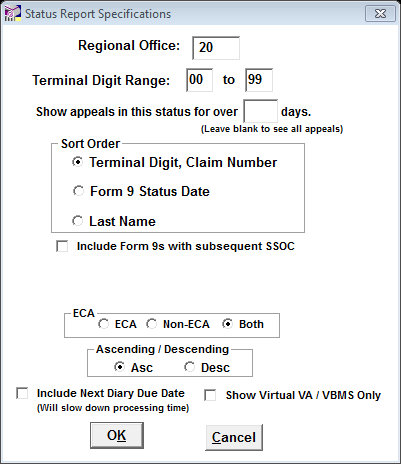 Status Report Specifications
Regional Office: 20
Terminal Digit Range: 00 to 99
Show appeals in this status for over days.
(Leave blank to see all appeals)
Sort Order
Terminal Digit, Claim Number
Form 9 Status Date
Last Name
Include Form 9s with subsequent SSOC
ECA
ECA Non-ECA Both
Ascending / Descending
Asc Desc
Include Next Diary Due Date Show Virtual VA / VBMS Only
(Will slow down processing time)
OK Cancel